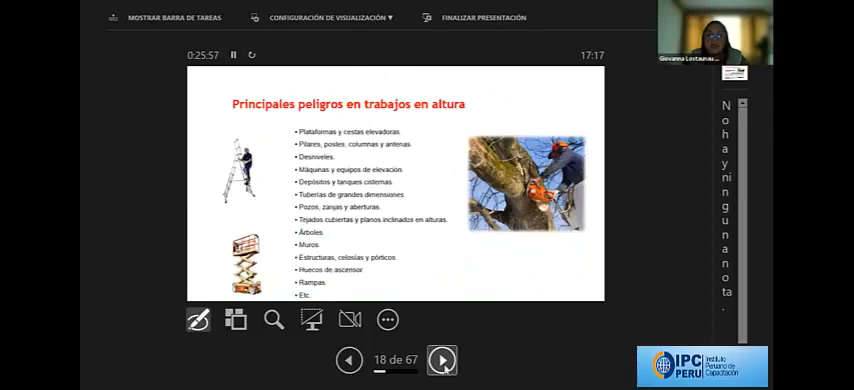 MOSTRAR BARRA DE TAREAS
CONFIGURACIÓN DE VISUALIZACIÓN ▼
FINALIZAR PRESENTACIÓN
Giovanna Lostaunau...
0:25:57
17:17
Principales peligros en trabajos en altura
• Plataformas y cestas elevadoras.
• Pilares, postes, columnas y antenas
• Desniveles.
• Máquinas y equipos de elevación.
• Depósitos y tanques cisternas.
• Tuberías de grandes dimensiones.
• Pozos, zanjas y aberturas.
• Tejados cubiertas y planos inclinados en alturas.
• Árboles.
• Muros.
• Estructuras, celosías y pórticos.
• Huecos de ascensor
• Rampas.
• Etc.
N
o
h
a
y
ni
n
g
u
n
a
n
o
ta
.
18 de 67
IPC
PERÚ
Instituto
Peruano de
Capacitación